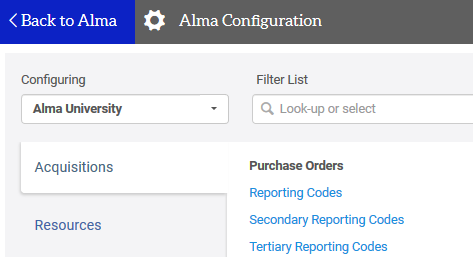 Back to Alma
Alma Configuration
Configuring
Filter List
Alma University
Look-up or select
Acquisitions
Purchase Orders
Reporting Codes
Secondary Reporting Codes
Resources
Tertiary Reporting Codes